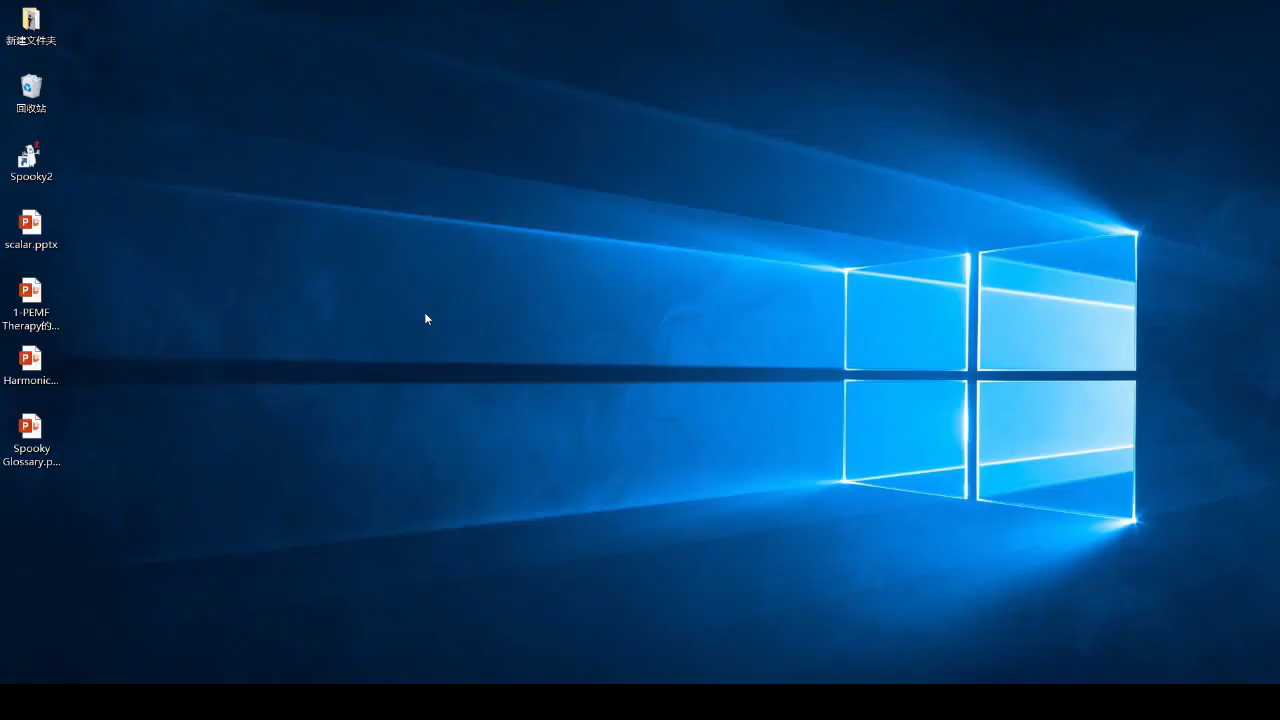 新建文件夹
回收站
Spooky2
scalar.pptx
1-PEMF
Therapy的...
Harmonic...
Spooky
Glossary.p...